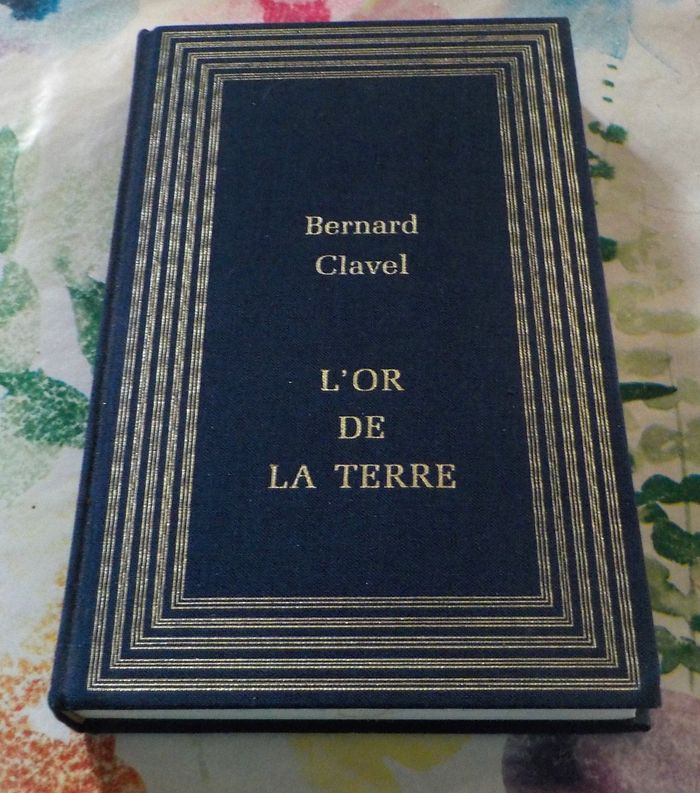 Bernard
Clavel
L'OR
DE
LA TERRE